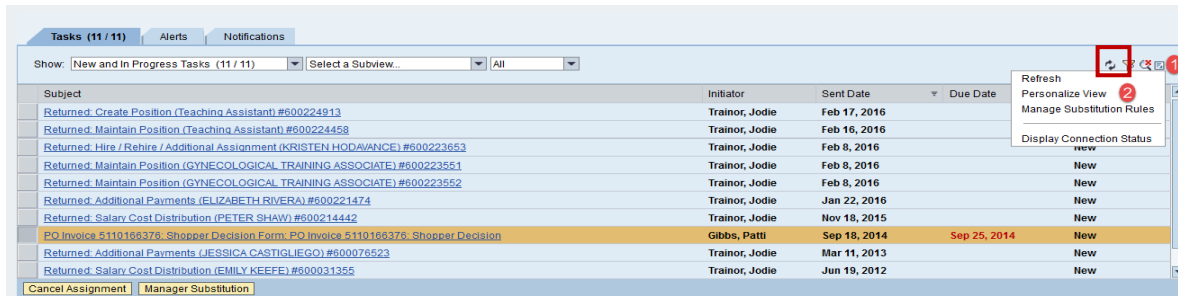 Tasks (11 / 11) Alerts Notifications
Show: New and In Progress Tasks (11 / 11) Select a Subview... All
1
Refresh
Personalize View 2
Manage Substitution Rules
Display Connection Status
Subject Initiator Sent Date Due Date
Returned: Create Position (Teaching Assistant) #600224913 Trainor, Jodie Feb 17, 2016
Returned: Maintain Position (Teaching Assistant) #600224458 Trainor, Jodie Feb 16, 2016
Returned: Hire / Rehire / Additional Assignment (KRISTEN HODAVANCE) #600223653 Trainor, Jodie Feb 8, 2016 New
Returned: Maintain Position (GYNECOLOGICAL TRAINING ASSOCIATE) #600223551 Trainor, Jodie Feb 8, 2016 New
Returned: Maintain Position (GYNECOLOGICAL TRAINING ASSOCIATE) #600223552 Trainor, Jodie Feb 8, 2016 New
Returned: Additional Payments (ELIZABETH RIVERA) #600221474 Trainor, Jodie Jan 22, 2016 New
Returned: Salary Cost Distribution (PETER SHAW) #600214442 Trainor, Jodie Nov 18, 2015 New
PO Invoice 5110166376: Shopper Decision Form; PO Invoice 5110166376: Shopper Decision Gibbs, Patti Sep 18, 2014 Sep 25, 2014 New
Returned: Additional Payments (JESSICA CASTIGLIEGO) #600076523 Trainor, Jodie Mar 11, 2013 New
Returned: Salary Cost Distribution (EMILY KEEFE) #600031355 Trainor, Jodie Jun 19, 2012 New
Cancel Assignment Manager Substitution